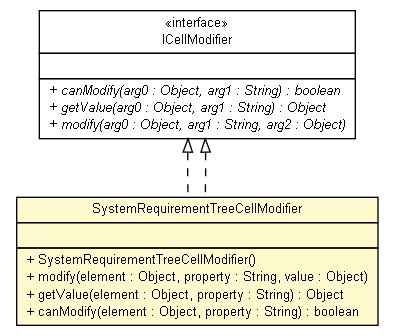 «interface»
ICellModifier
+ canModify(arg0 : Object, arg1 : String) : boolean
+ getValue(arg0 : Object, arg1 : String) : Object
+ modify(arg0 : Object, arg1 : String, arg2 : Object)
SystemRequirementTreeCellModifier
+ SystemRequirementTreeCellModifier()
+ modify(element : Object, property : String, value : Object)
+ getValue(element : Object, property : String) : Object
+ canModify(element : Object, property : String) : boolean